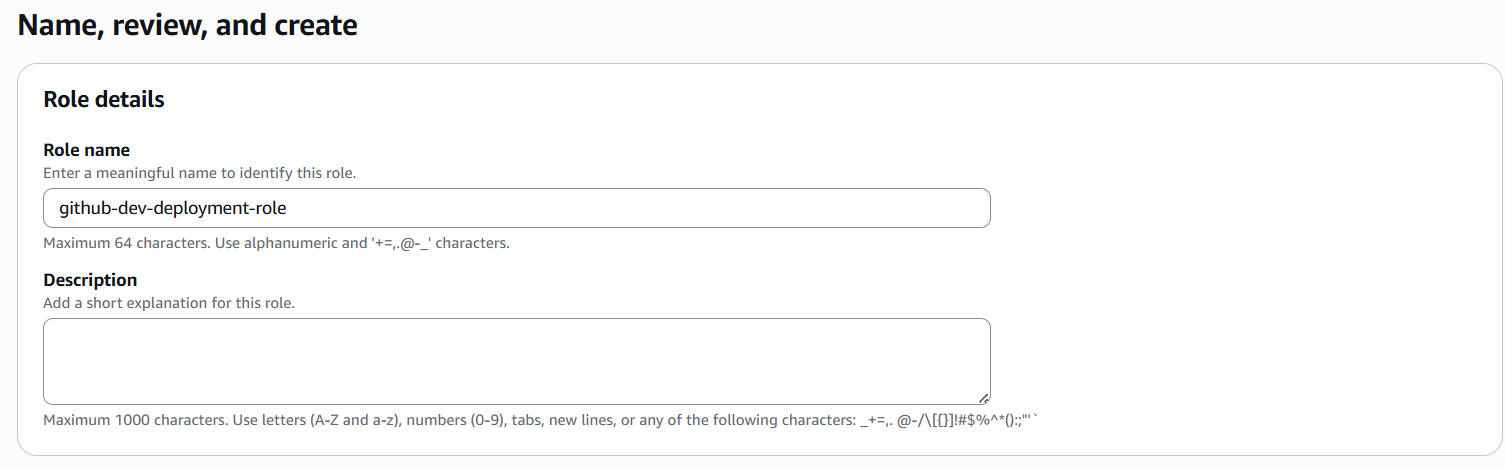 Name, review, and create
Role details
Role name
Enter a meaningful name to identify this role.
github-dev-deployment-role
Maximum 64 characters. Use alphanumeric and '+=,.@-_' characters.
Description
Add a short explanation for this role.
Maximum 1000 characters. Use letters (A-Z and a-z), numbers (0-9), tabs, new lines, or any of the following characters: _+=,. @-/\[{}]!#$%^*();:"'`